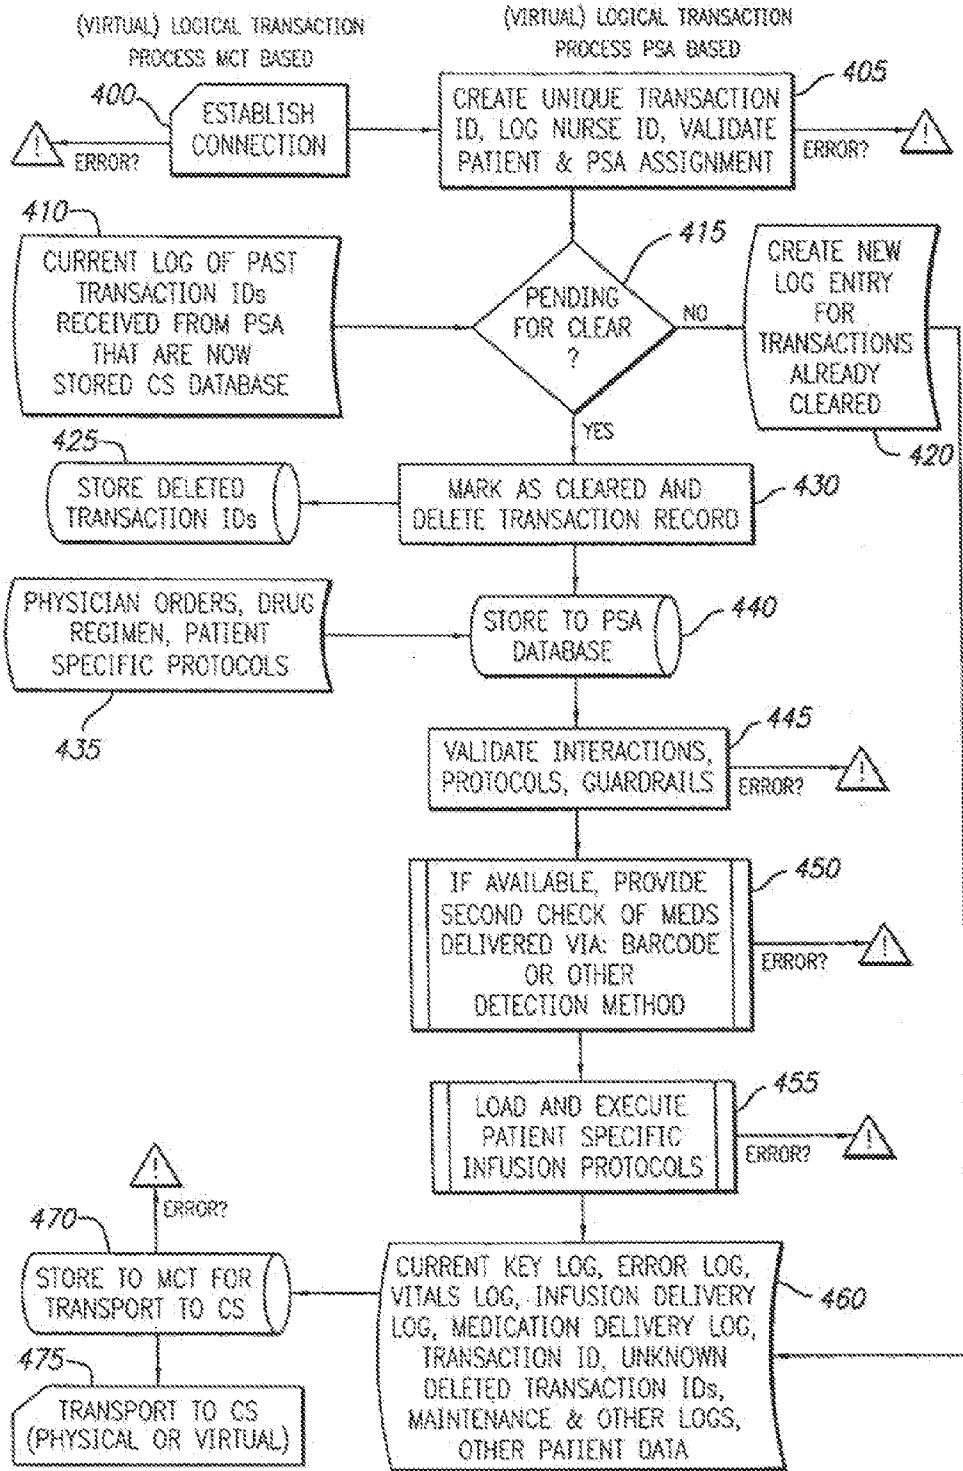 (VIRTUAL) LOGICAL TRANSACTION
PROCESS MCT BASED
(VIRTUAL) LOGICAL TRANSACTION
PROCESS PSA BASED
400
ESTABLISH
CONNECTION
!
ERROR?
405
CREATE UNIQUE TRANSACTION
ID, LOG NURSE ID, VALIDATE
PATIENT & PSA ASSIGNMENT
ERROR?
!
410
CURRENT LOG OF PAST
TRANSACTION IDs
RECEIVED FROM PSA
THAT ARE NOW
STORED CS DATABASE
415
PENDING
FOR CLEAR
?
NO
YES
CREATE NEW
LOG ENTRY
FOR
TRANSACTIONS
ALREADY
CLEARED
420
425
STORE DELETED
TRANSACTION IDs
MARK AS CLEARED AND
DELETE TRANSACTION RECORD
430
PHYSICIAN ORDERS, DRUG
REGIMEN, PATIENT
SPECIFIC PROTOCOLS
435
STORE TO PSA
DATABASE
440
445
VALIDATE INTERACTIONS,
PROTOCOLS, GUARDRAILS
ERROR?
!
450
IF AVAILABLE, PROVIDE
SECOND CHECK OF MEDS
DELIVERED VIA: BARCODE
OR OTHER
DETECTION METHOD
ERROR?
!
455
LOAD AND EXECUTE
PATIENT SPECIFIC
INFUSION PROTOCOLS
ERROR?
!
460
CURRENT KEY LOG, ERROR LOG,
VITALS LOG, INFUSION DELIVERY
LOG, MEDICATION DELIVERY LOG,
TRANSACTION ID, UNKNOWN
DELETED TRANSACTION IDs,
MAINTENANCE & OTHER LOGS,
OTHER PATIENT DATA
!
ERROR?
470
STORE TO MCT FOR
TRANSPORT TO CS
475
TRANSPORT TO CS
(PHYSICAL OR VIRTUAL)